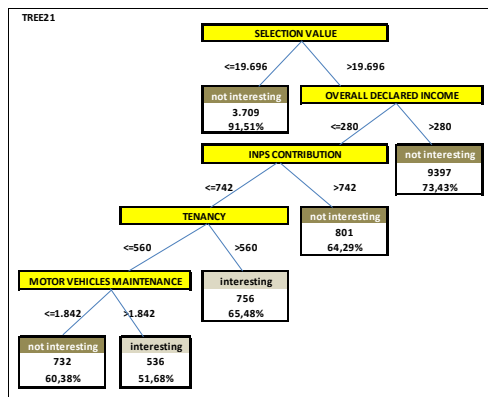 TREE21
SELECTION VALUE
<=19.696
>19.696
not interesting
3.709
91,51%
OVERALL DECLARED INCOME
<=280
>280
INPS CONTRIBUTION
not interesting
9397
73,43%
<=742
>742
TENANCY
not interesting
801
64,29%
<=560
>560
MOTOR VEHICLES MAINTENANCE
interesting
756
65,48%
<=1.842
>1.842
not interesting
732
60,38%
interesting
536
51,68%